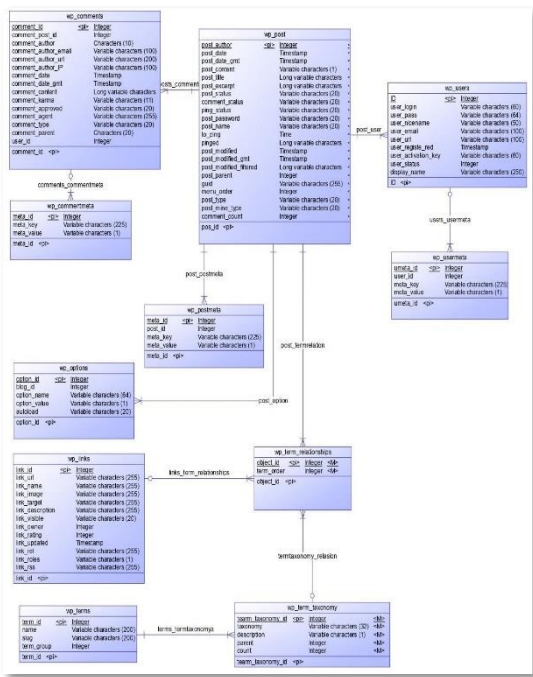 wp_comments
comment_id <pi> Integer
comment_post_id Integer
comment_author Characters (10)
comment_author_email Variable characters (100)
comment_author_url Variable characters (200)
comment_author_IP Variable characters (100)
comment_date Timestamp
comment_date_gmt Timestamp
comment_content Long variable characters
comment_karma Variable characters (11)
comment_approved Variable characters (20)
comment_agent Variable characters (255)
comment_type Variable characters (20)
comment_parent Characters (20)
user_id Integer
comment_id <pi>
posts_comment
comments_commentmeta
wp_commentmeta
meta_id <pi> Integer
meta_key Variable characters (225)
meta_value Variable characters (1)
meta_id <pi>
wp_post
post_author <pi> Integer
post_date Timestamp
post_date_gmt Timestamp
post_content Variable characters (1)
post_title Long variable characters
post_excerpt Long variable characters
post_status Variable characters (20)
comment_status Variable characters (20)
ping_status Variable characters (20)
post_password Variable characters (20)
post_name Variable characters (20)
to_ping Time
pinged Long variable characters
post_modified Timestamp
post_modified_gmt Timestamp
post_modified_filtered Long variable characters
post_parent Integer
guid Variable characters (255)
menu_order Integer
post_type Variable characters (20)
post_mine_type Variable characters (20)
comment_count Integer
pos_id <pi>
post_user
wp_users
ID <pi> Integer
user_login Variable characters (60)
user_pass Variable characters (64)
user_nicename Variable characters (50)
user_email Variable characters (100)
user_url Variable characters (100)
user_registe_red Timestamp
user_activation_key Variable characters (60)
user_status Integer
display_name Variable characters (250)
ID <pi>
users_usermeta
wp_usermeta
umeta_id <pi> Integer
user_id Integer
meta_key Variable characters (225)
meta_value Variable characters (1)
umeta_id <pi>
post_postmeta
wp_postmeta
meta_id <pi> Integer
post_id Integer
meta_key Variable characters (225)
meta_value Variable characters (1)
meta_id <pi>
post_termrelation
wp_options
option_id <pi> Integer
blog_id Integer
option_name Variable characters (64)
option_value Variable characters (1)
autoload Variable characters (20)
option_id <pi>
post_option
wp_links
link_id <pi> Integer
link_url Variable characters (255)
link_name Variable characters (255)
link_image Variable characters (255)
link_target Variable characters (255)
link_description Variable characters (255)
link_visible Variable characters (20)
link_owner Integer
link_rating Integer
link_updated Timestamp
link_rel Variable characters (255)
link_roles Variable characters (1)
link_rss Variable characters (255)
link_id <pi>
links_term_relationships
wp_term_relationships
object_id <pi> Integer <M>
term_order Integer <M>
object_id <pi>
termtaxonomy_relasion
wp_terms
term_id <pi> Integer
name Variable characters (200)
slug Variable characters (200)
term_group Integer
term_id <pi>
terms_termtaxonomya
wp_term_taxonomy
tearm_taxonomy_id <pi> Integer <M>
taxonomy Variable characters (32) <M>
description Variable characters (1) <M>
parent Integer <M>
count Integer <M>
tearm_taxonomy_id <pi>